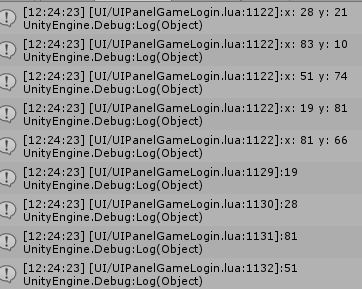 [12:24:23] [UI/UIPanelGameLogin.lua:1122]:x: 28 y: 21
UnityEngine.Debug:Log(Object)
[12:24:23] [UI/UIPanelGameLogin.lua:1122]:x: 83 y: 10
UnityEngine.Debug:Log(Object)
[12:24:23] [UI/UIPanelGameLogin.lua:1122]:x: 51 y: 74
UnityEngine.Debug:Log(Object)
[12:24:23] [UI/UIPanelGameLogin.lua:1122]:x: 19 y: 81
UnityEngine.Debug:Log(Object)
[12:24:23] [UI/UIPanelGameLogin.lua:1122]:x: 81 y: 66
UnityEngine.Debug:Log(Object)
[12:24:23] [UI/UIPanelGameLogin.lua:1129]:19
UnityEngine.Debug:Log(Object)
[12:24:23] [UI/UIPanelGameLogin.lua:1130]:28
UnityEngine.Debug:Log(Object)
[12:24:23] [UI/UIPanelGameLogin.lua:1131]:81
UnityEngine.Debug:Log(Object)
[12:24:23] [UI/UIPanelGameLogin.lua:1132]:51
UnityEngine.Debug:Log(Object)